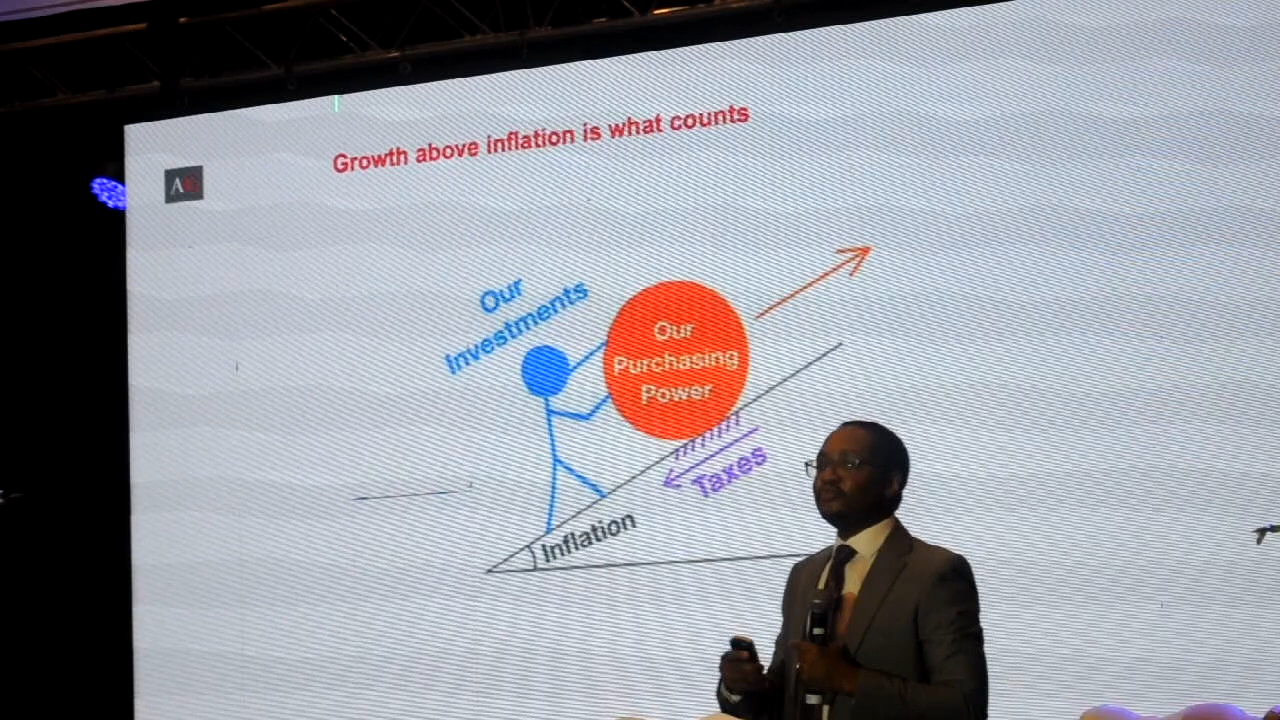 Growth above inflation is what counts
A
Our
Investments
Our
Purchasing
Power
Taxes
Inflation